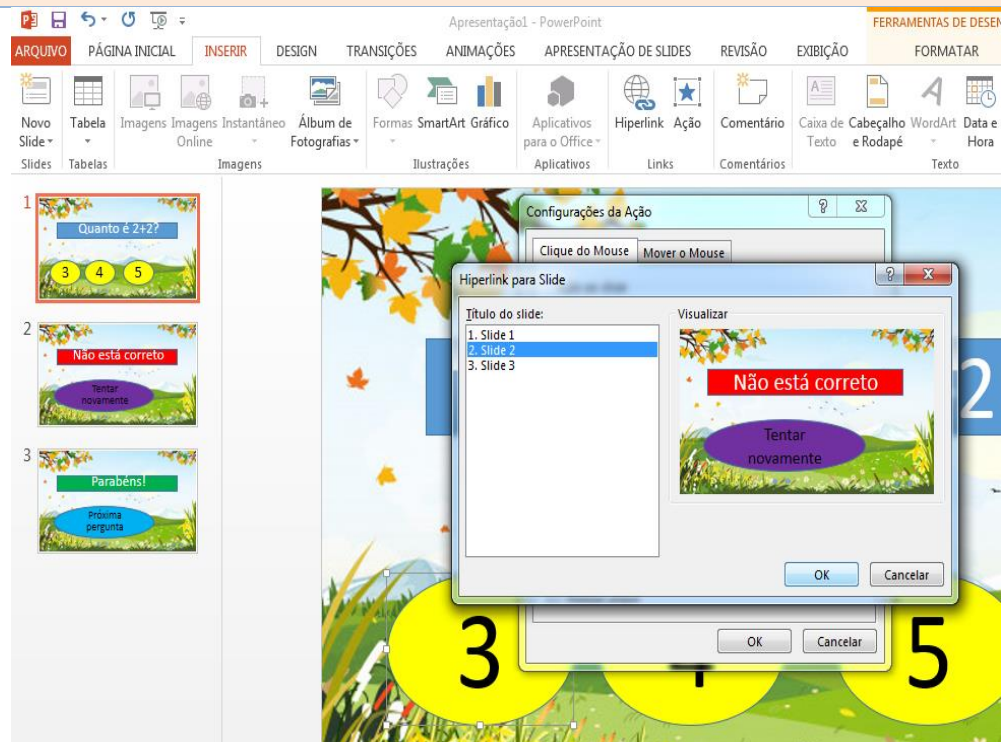 Apresentação1 - PowerPoint
FERRAMENTAS DE DESEN
ARQUIVO PÁGINA INICIAL INSERIR DESIGN TRANSIÇÕES ANIMAÇÕES APRESENTAÇÃO DE SLIDES REVISÃO EXIBIÇÃO FORMATAR
Novo Slide
Tabela
Imagens
Imagens Online
Instantâneo
Álbum de Fotografias
Formas
SmartArt
Gráfico
Aplicativos para o Office
Hiperlink
Ação
Comentário
Caixa de Texto
Cabeçalho e Rodapé
WordArt
Data e Hora
Slides Tabelas Imagens Ilustrações Aplicativos Links Comentários Texto
1
Quanto é 2+2?
3 4 5
2
Não está correto
Tentar
novamente
3
Parabéns!
Próxima
pergunta
Configurações da Ação
Clique do Mouse Mover o Mouse
Hiperlink para Slide
Título do slide:
1. Slide 1
2. Slide 2
3. Slide 3
Visualizar
Não está correto
Tentar
novamente
OK Cancelar
OK Cancelar
2
3
5